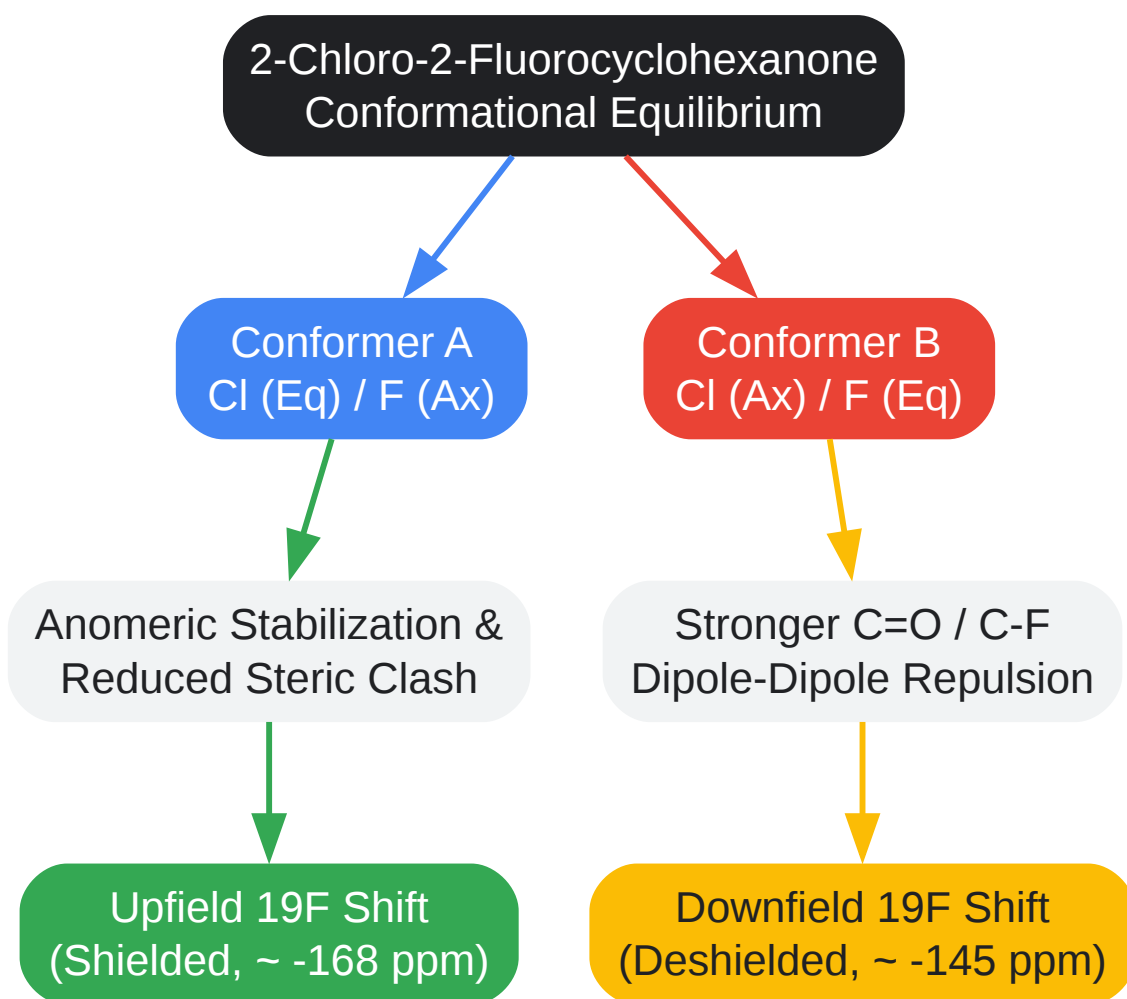 2-Chloro-2-Fluorocyclohexanone
Conformational Equilibrium
Conformer A
Cl (Eq) / F (Ax)
Conformer B
Cl (Ax) / F (Eq)
Anomeric Stabilization &
Reduced Steric Clash
Stronger C=O / C-F
Dipole-Dipole Repulsion
Upfield 19F Shift
(Shielded, ~ -168 ppm)
Downfield 19F Shift
(Deshielded, ~ -145 ppm)